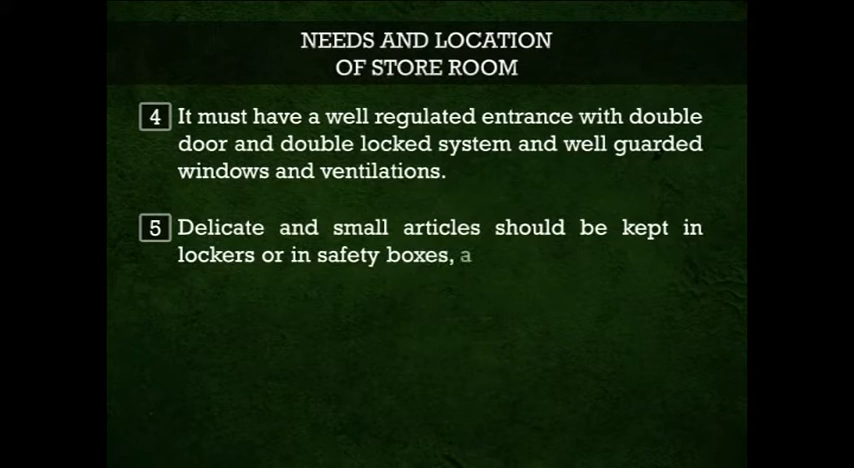 NEEDS AND LOCATION
OF STORE ROOM
4 It must have a well regulated entrance with double
door and double locked system and well guarded
windows and ventilations.
5 Delicate and small articles should be kept in
lockers or in safety boxes, a